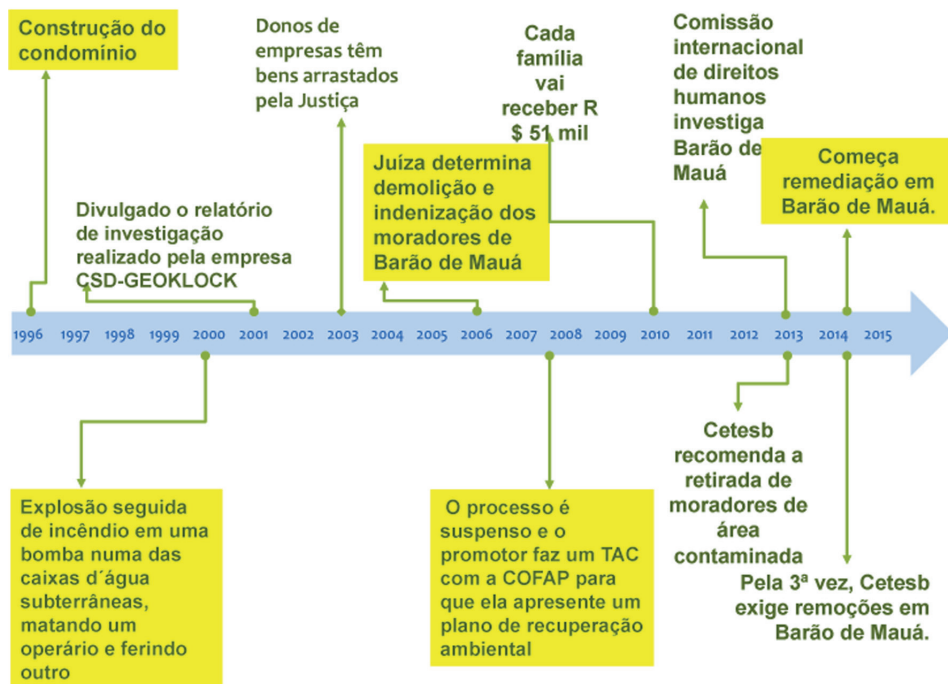 Construção do
condomínio
Donos de
empresas têm
bens arrastados
pela Justiça
Cada
família
vai
receber R
$ 51 mil
Comissão
internacional
de direitos
humanos
investiga
Barão de
Mauá
Juíza determina
demolição e
indenização dos
moradores de
Barão de Mauá
Começa
remediação em
Barão de Mauá.
Divulgado o relatório
de investigação
realizado pela empresa
CSD-GEOKLOCK
1996 1997 1998 1999 2000 2001 2002 2003 2004 2005 2006 2007 2008 2009 2010 2011 2012 2013 2014 2015
Explosão seguida
de incêndio em uma
bomba numa das
caixas d´água
subterrâneas,
matando um
operário e ferindo
outro
O processo é
suspenso e o
promotor faz um TAC
com a COFAP para
que ela apresente um
plano de recuperação
ambiental
Cetesb
recomenda a
retirada de
moradores de
área
contaminada
Pela 3ª vez, Cetesb
exige remoções em
Barão de Mauá.